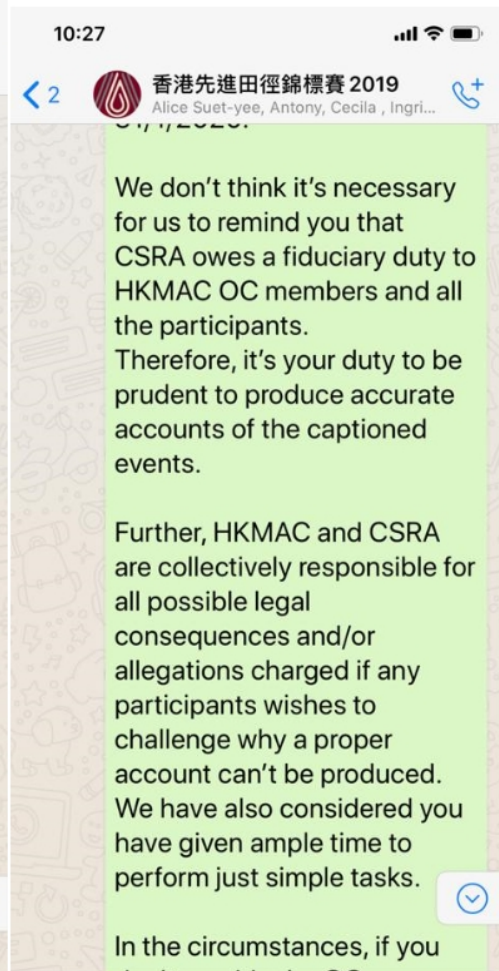 10:27
2
香港先進田徑錦標賽2019
Alice Suet-yee, Antony, Cecila , Ingri...
We don’t think it’s necessary
for us to remind you that
CSRA owes a fiduciary duty to
HKMAC OC members and all
the participants.
Therefore, it’s your duty to be
prudent to produce accurate
accounts of the captioned
events.
Further, HKMAC and CSRA
are collectively responsible for
all possible legal
consequences and/or
allegations charged if any
participants wishes to
challenge why a proper
account can’t be produced.
We have also considered you
have given ample time to
perform just simple tasks.
In the circumstances, if you